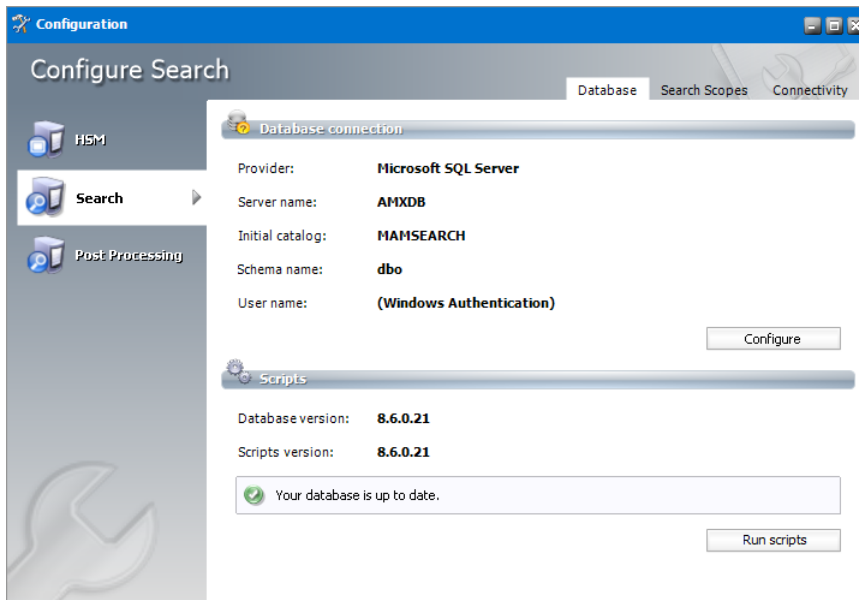 Configuration
Configure Search
Database Search Scopes Connectivity
HSM
Search
Post Processing
Database connection
Provider: Microsoft SQL Server
Server name: AMXDB
Initial catalog: MAMSEARCH
Schema name: dbo
User name: (Windows Authentication)
Configure
Scripts
Database version: 8.6.0.21
Scripts version: 8.6.0.21
Your database is up to date.
Run scripts